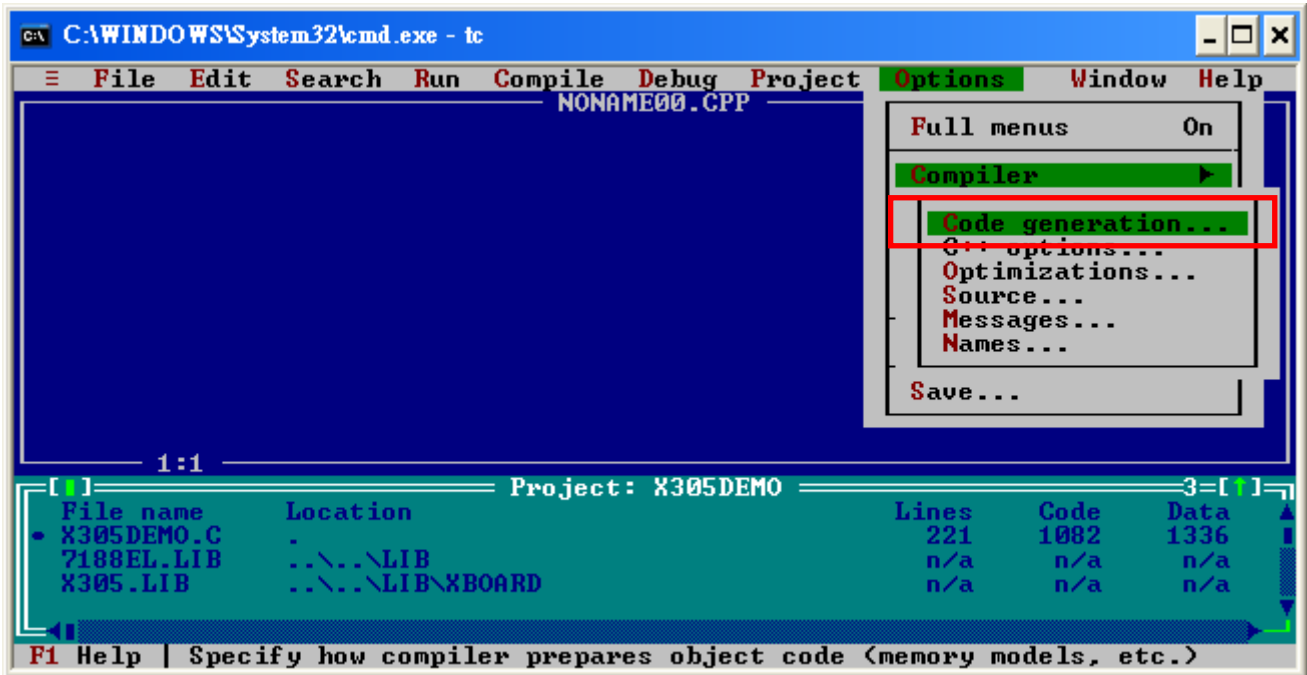 C:\WINDOWS\System32\cmd.exe - tc
≡ File Edit Search Run Compile Debug Project Options Window Help
NONAME00.CPP
Full menus On
Compiler ►
Code generation...
C++ options...
Optimizations...
Source...
Messages...
Names...
Save...
1:1
Project: X305DEMO 3=[↑]
File name Location Lines Code Data
• X305DEMO.C . 221 1082 1336
7188EL.LIB ..\..\LIB n/a n/a n/a
X305.LIB ..\..\LIB\XBOARD n/a n/a n/a
F1 Help | Specify how compiler prepares object code (memory models, etc.)